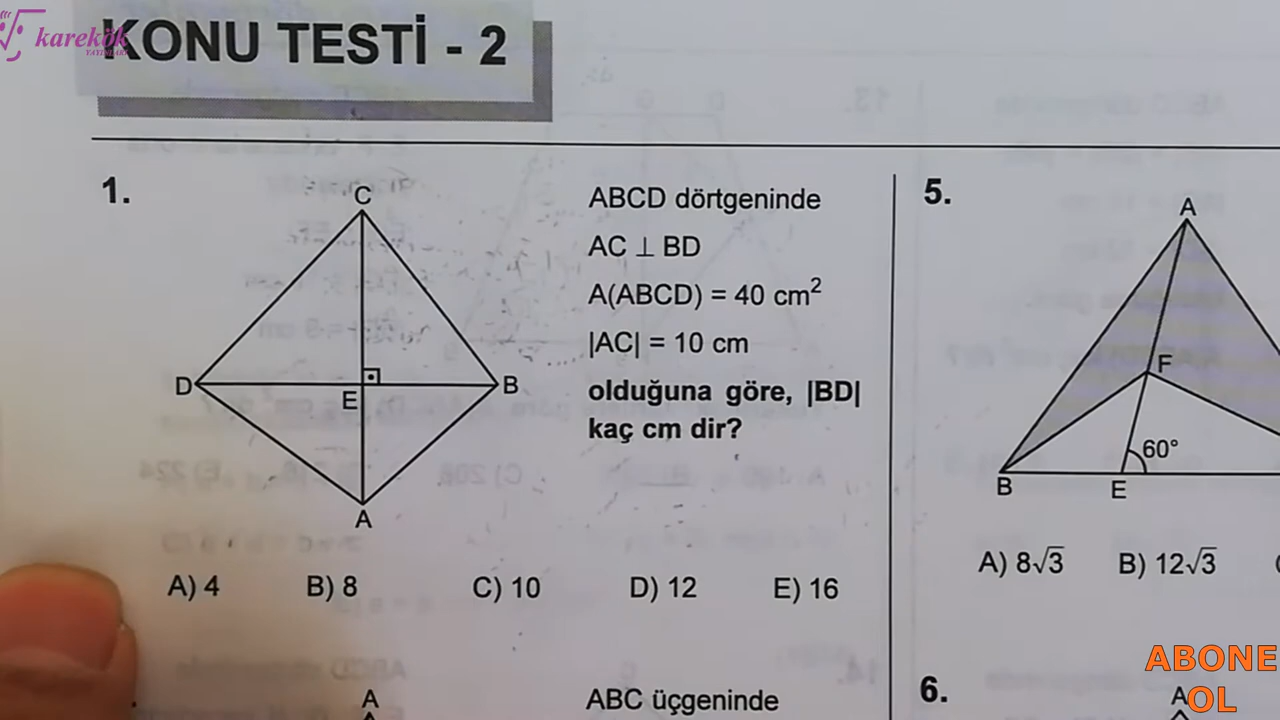 karekök
YAYINLARI
KONU TESTİ - 2
1.
C
D
B
E
A
ABCD dörtgeninde
AC ⊥ BD
A(ABCD) = 40 cm²
|AC| = 10 cm
olduğuna göre, |BD|
kaç cm dir?
A) 4 B) 8 C) 10 D) 12 E) 16
A
ABC üçgeninde
5.
A
F
60°
B
E
A) 8√3 B) 12√3
6.
A
ABONE
OL